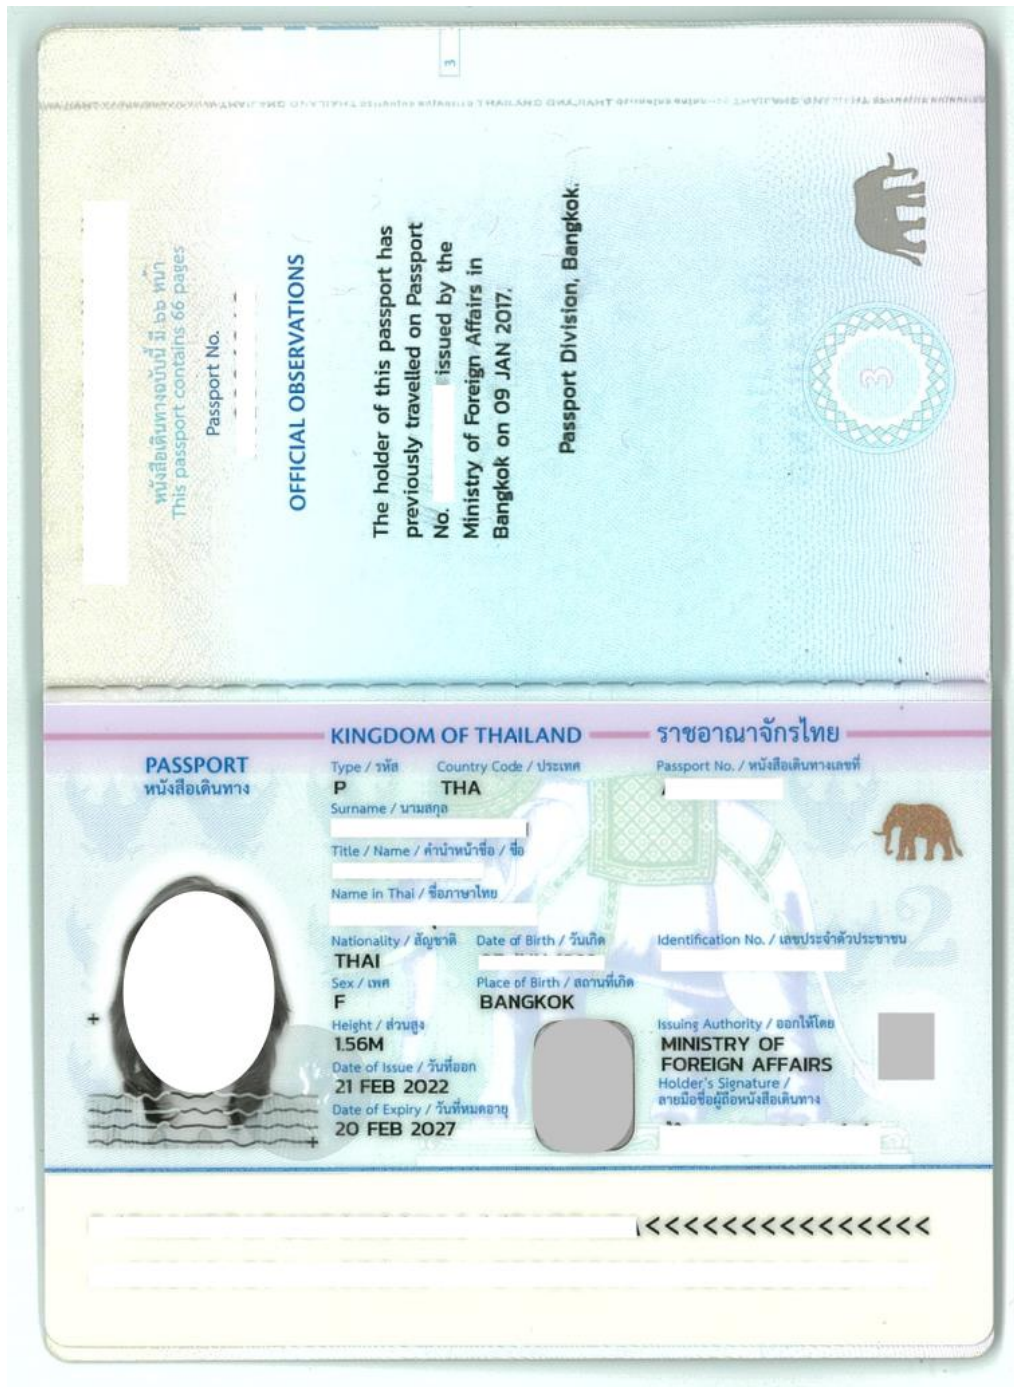 3
หนังสือเดินทางฉบับนี้ มี ๖๖ หน้า
This passport contains 66 pages
Passport No.
OFFICIAL OBSERVATIONS
The holder of this passport has
previously travelled on Passport
No. issued by the
Ministry of Foreign Affairs in
Bangkok on 09 JAN 2017.
Passport Division, Bangkok.
3
KINGDOM OF THAILAND ราชอาณาจักรไทย
PASSPORT
หนังสือเดินทาง
Type / รหัส Country Code / ประเทศ Passport No. / หนังสือเดินทางเลขที่
P THA
Surname / นามสกุล
Title / Name / คำนำหน้าชื่อ / ชื่อ
Name in Thai / ชื่อภาษาไทย
Nationality / สัญชาติ Date of Birth / วันเกิด Identification No. / เลขประจำตัวประชาชน
THAI
Sex / เพศ Place of Birth / สถานที่เกิด
F BANGKOK
Height / ส่วนสูง Issuing Authority / ออกให้โดย
1.56M MINISTRY OF
FOREIGN AFFAIRS
Date of Issue / วันที่ออก Holder's Signature /
21 FEB 2022 ลายมือชื่อผู้ถือหนังสือเดินทาง
Date of Expiry / วันที่หมดอายุ
20 FEB 2027
2
<<<<<<<<<<<<<<<